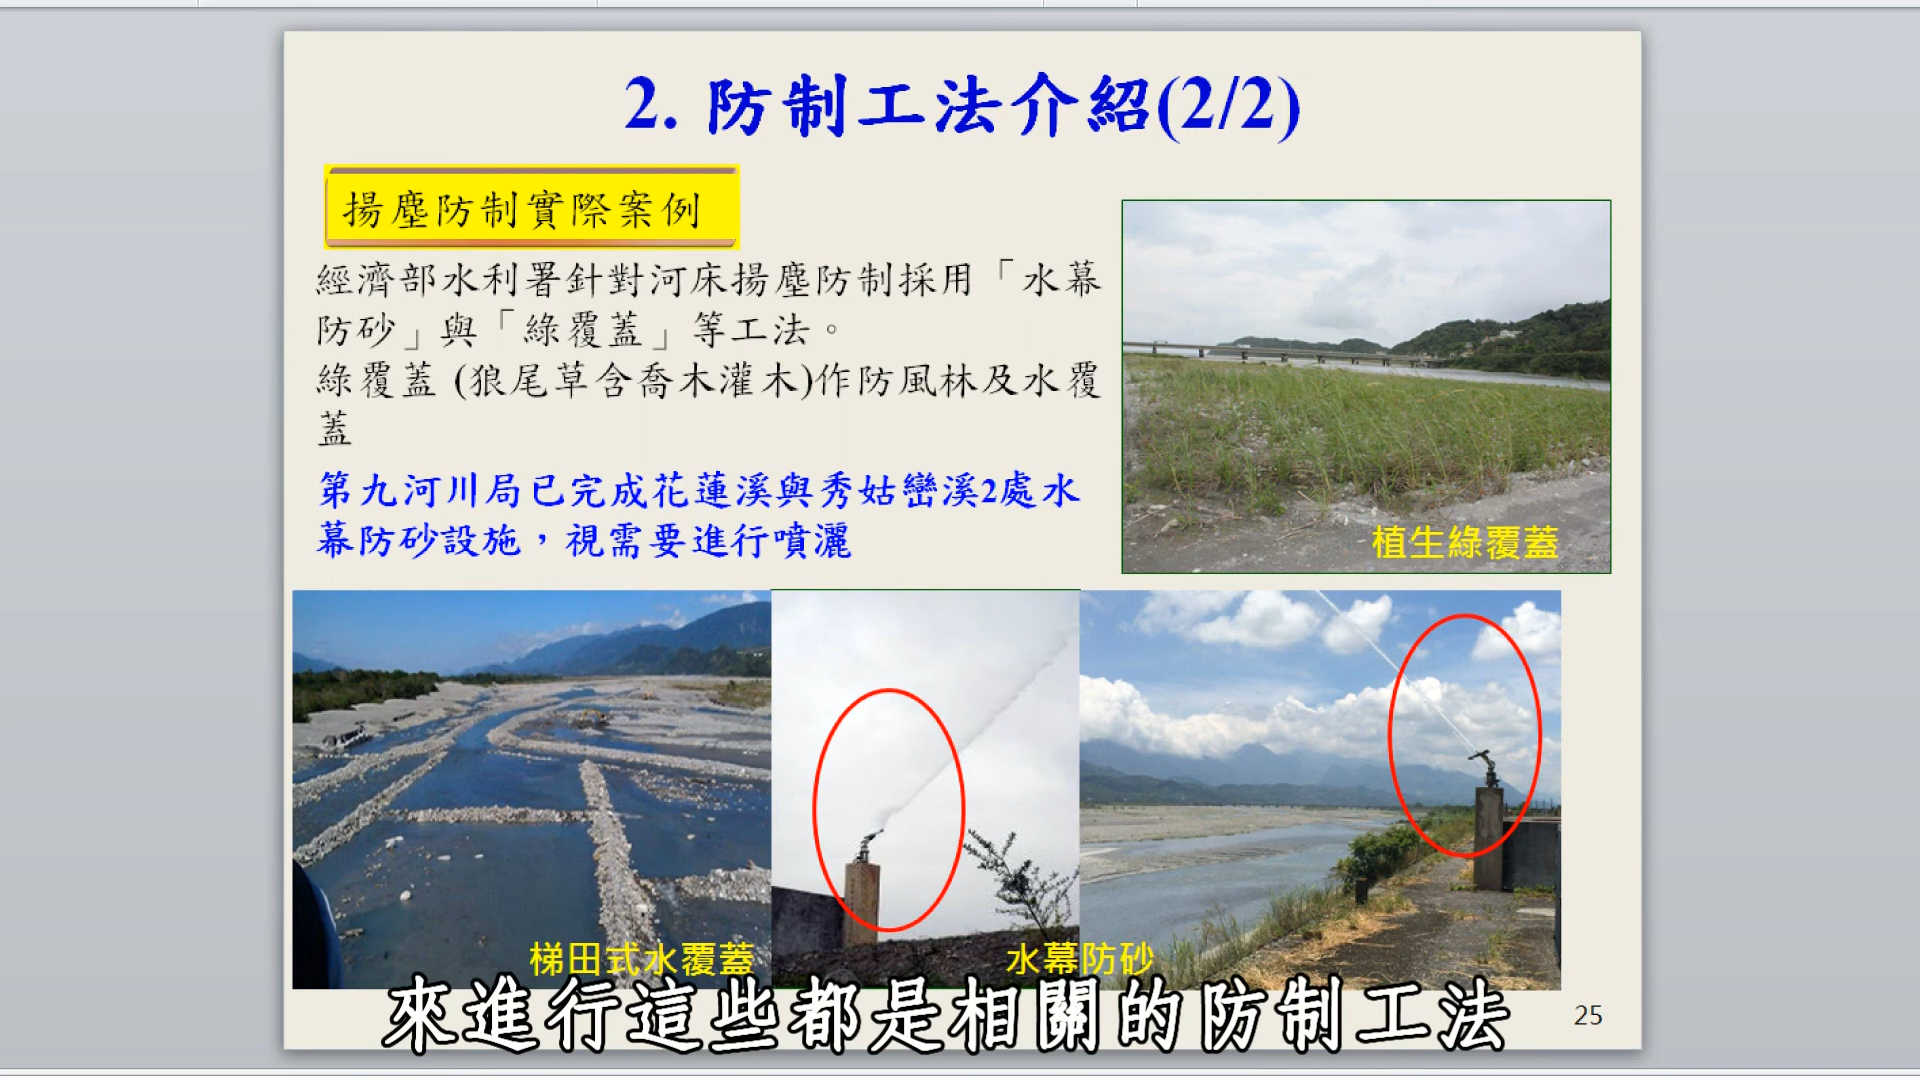 2. 防制工法介紹(2/2)
揚塵防制實際案例
經濟部水利署針對河床揚塵防制採用「水幕
防砂」與「綠覆蓋」等工法。
綠覆蓋 (狼尾草含喬木灌木)作防風林及水覆
蓋
第九河川局已完成花蓮溪與秀姑巒溪2處水
幕防砂設施，視需要進行噴灑
植生綠覆蓋
梯田式水覆蓋
水幕防砂
來進行這些都是相關的防制工法
25